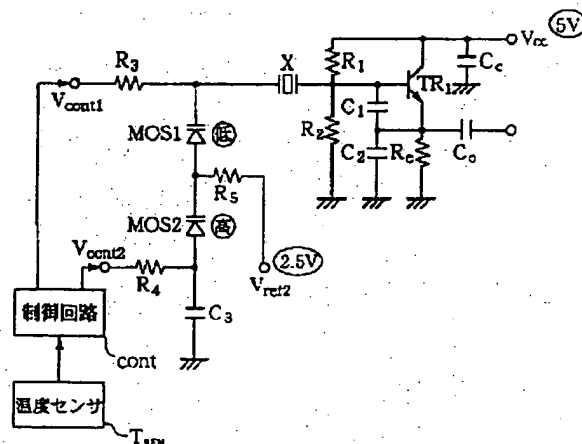 5V
Vcc
R3
X
R1
Cc
TR1
Vcont1
C1
MOS1 低
R2
C2
Re
Co
R5
MOS2 高
Vcont2
R4
2.5V
Vref2
C3
制御回路
cont
温度センサ
TSEN